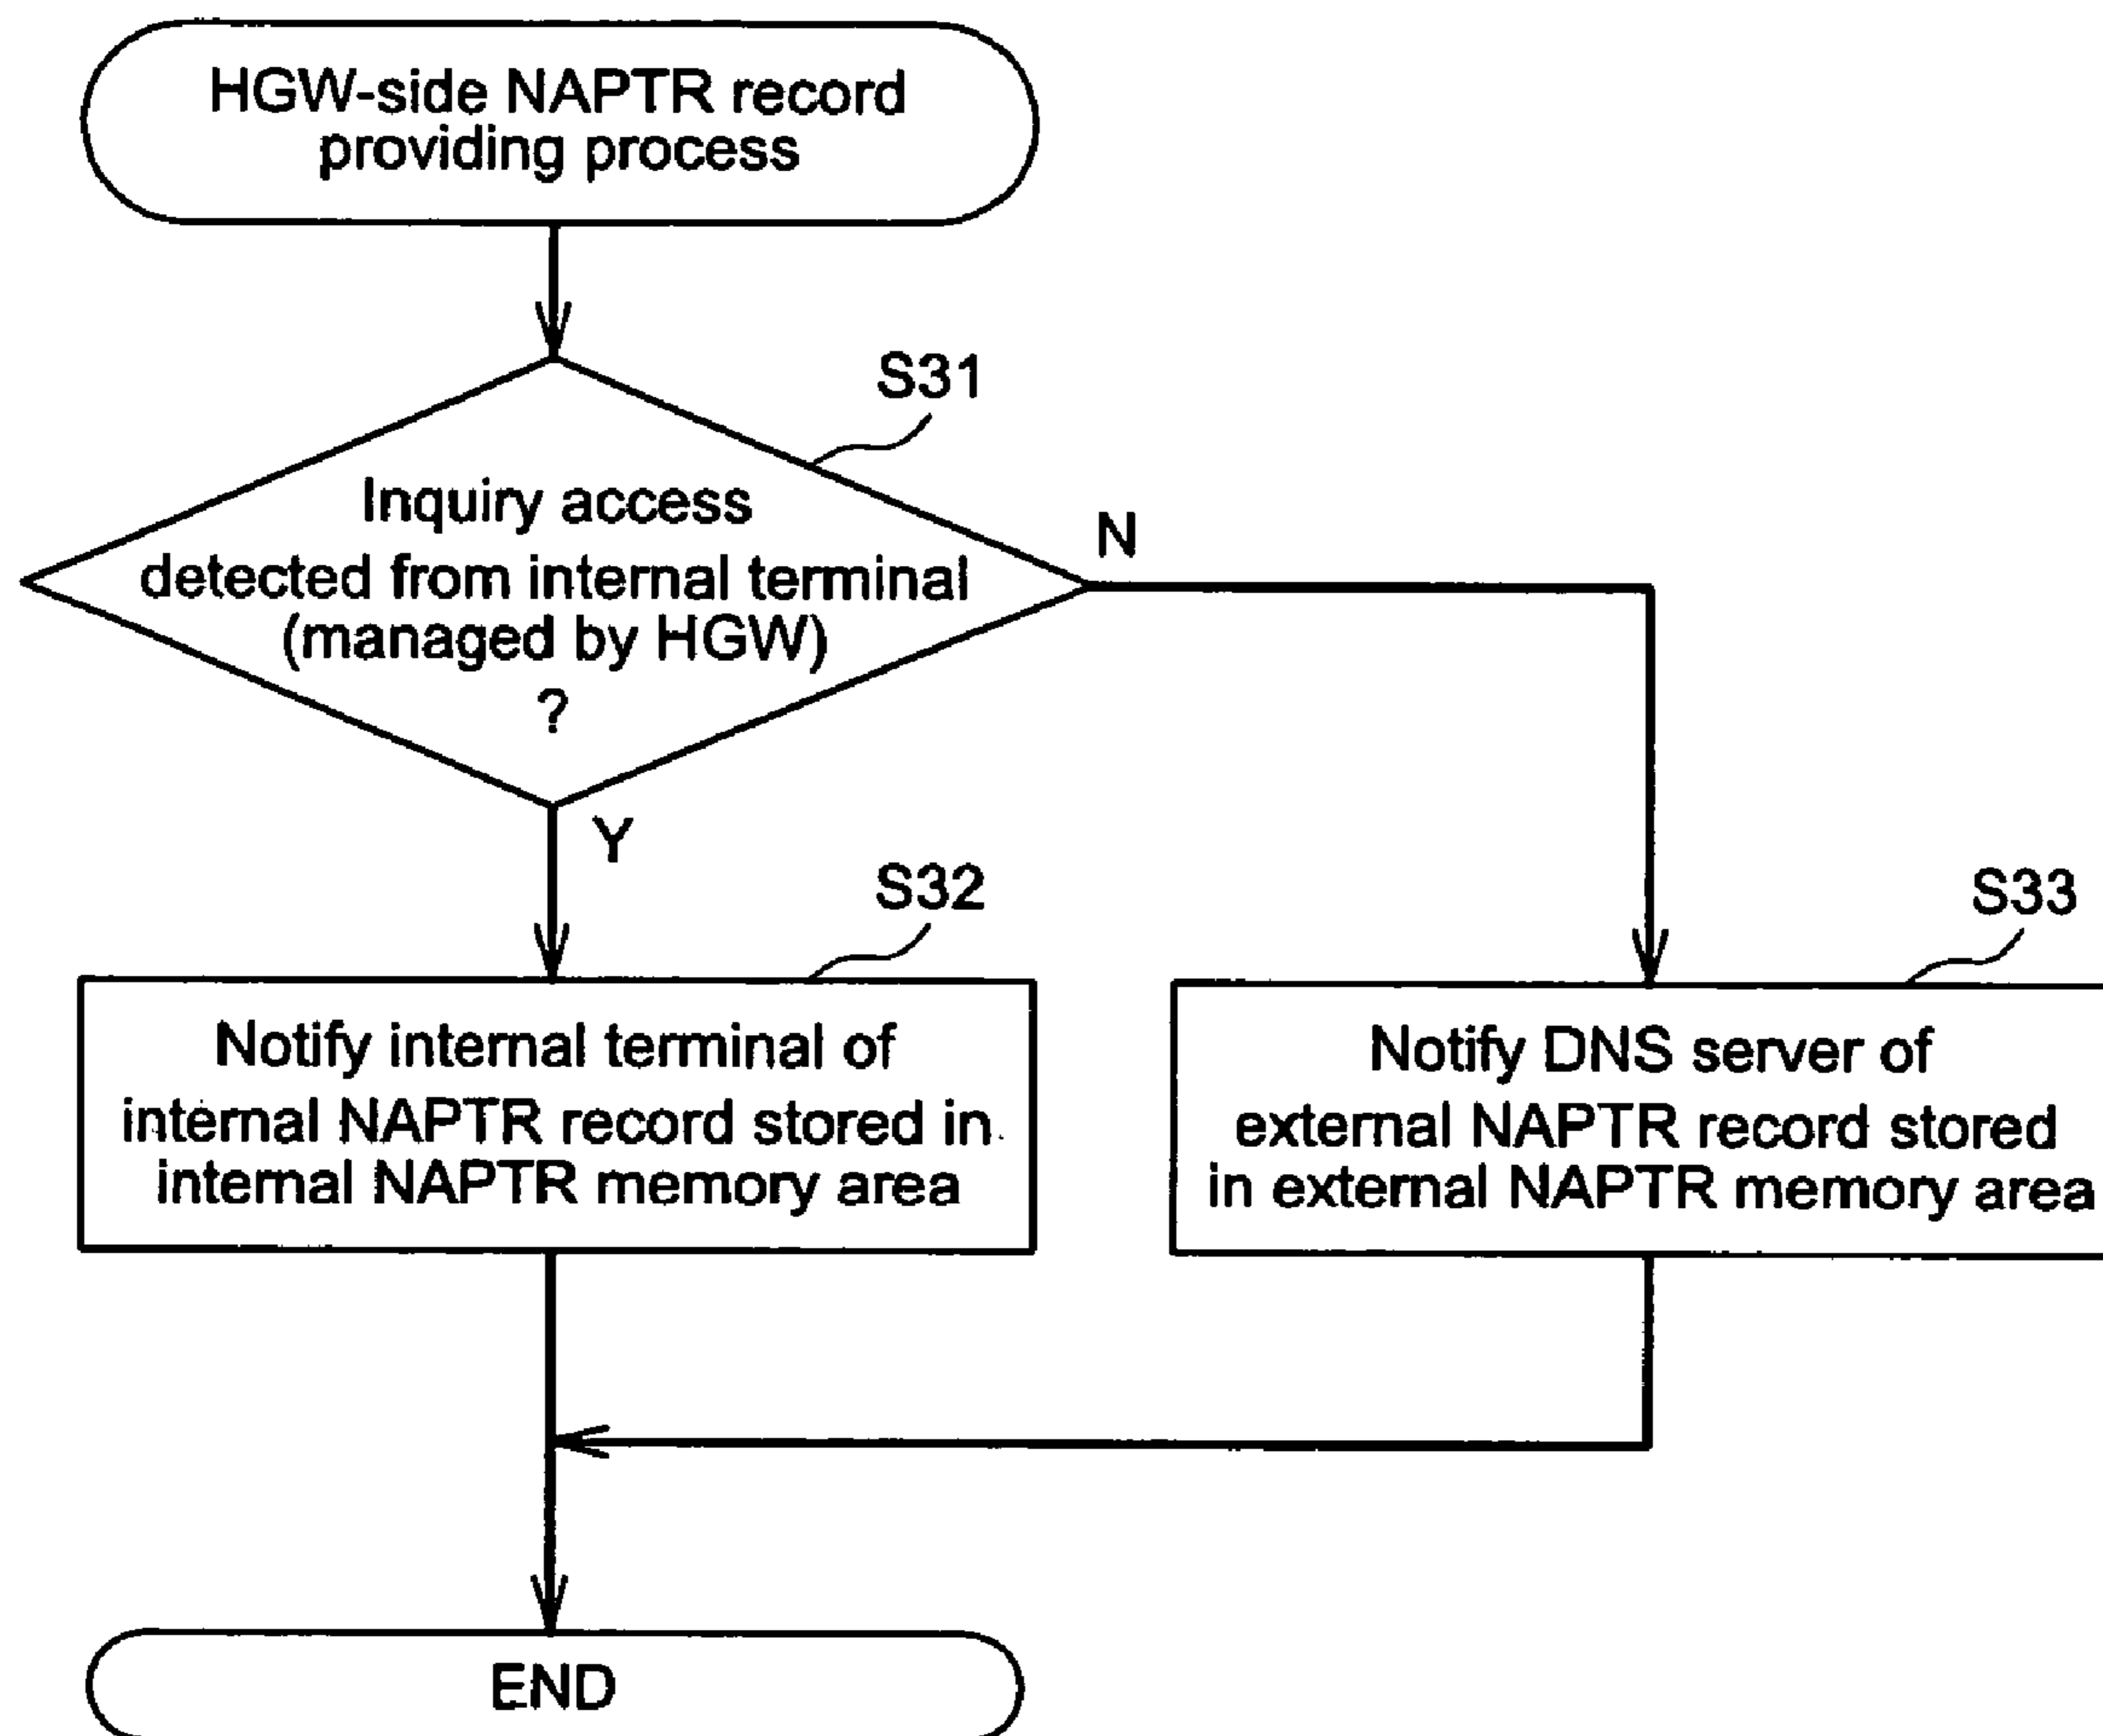 HGW-side NAPTR record
providing process
S31
Inquiry access
detected from internal terminal
(managed by HGW)
?
N
Y
S32
Notify internal terminal of
internal NAPTR record stored in
internal NAPTR memory area
S33
Notify DNS server of
external NAPTR record stored
in external NAPTR memory area
END